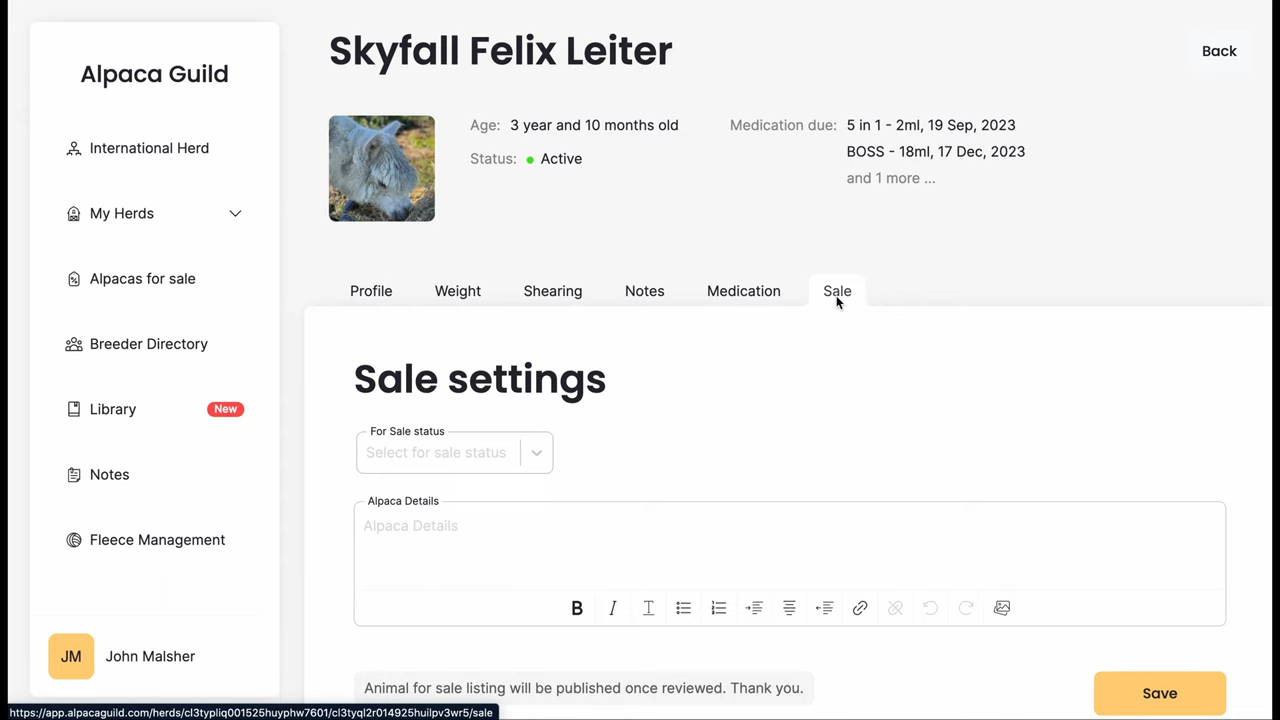 Alpaca Guild
International Herd
My Herds
Alpacas for sale
Breeder Directory
Library New
Notes
Fleece Management
JM John Malsher
Skyfall Felix Leiter
Back
Age: 3 year and 10 months old
Status: Active
Medication due: 5 in 1 - 2ml, 19 Sep, 2023
BOSS - 18ml, 17 Dec, 2023
and 1 more ...
Profile Weight Shearing Notes Medication Sale
Sale settings
For Sale status
Select for sale status
Alpaca Details
Alpaca Details
B I T
Animal for sale listing will be published once reviewed. Thank you.
Save
https://app.alpacaguild.com/herds/cl3typliq001525huyphw7601/cl3tyql2r014925huilpv3wr5/sale